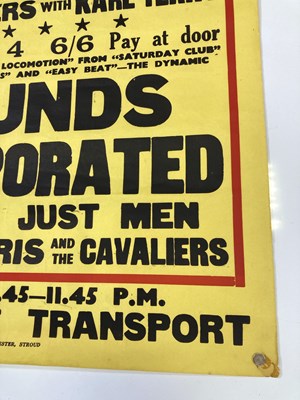 ERS WITH KARL TERR
4 6/6 Pay at door
LOCOMOTION" FROM "SATURDAY CLUB"
S" AND "EASY BEAT"—THE DYNAMIC
UNDS
PORATED
JUST MEN
RIS AND THE CAVALIERS
.45—11.45 P.M.
TRANSPORT
STER, STROUD